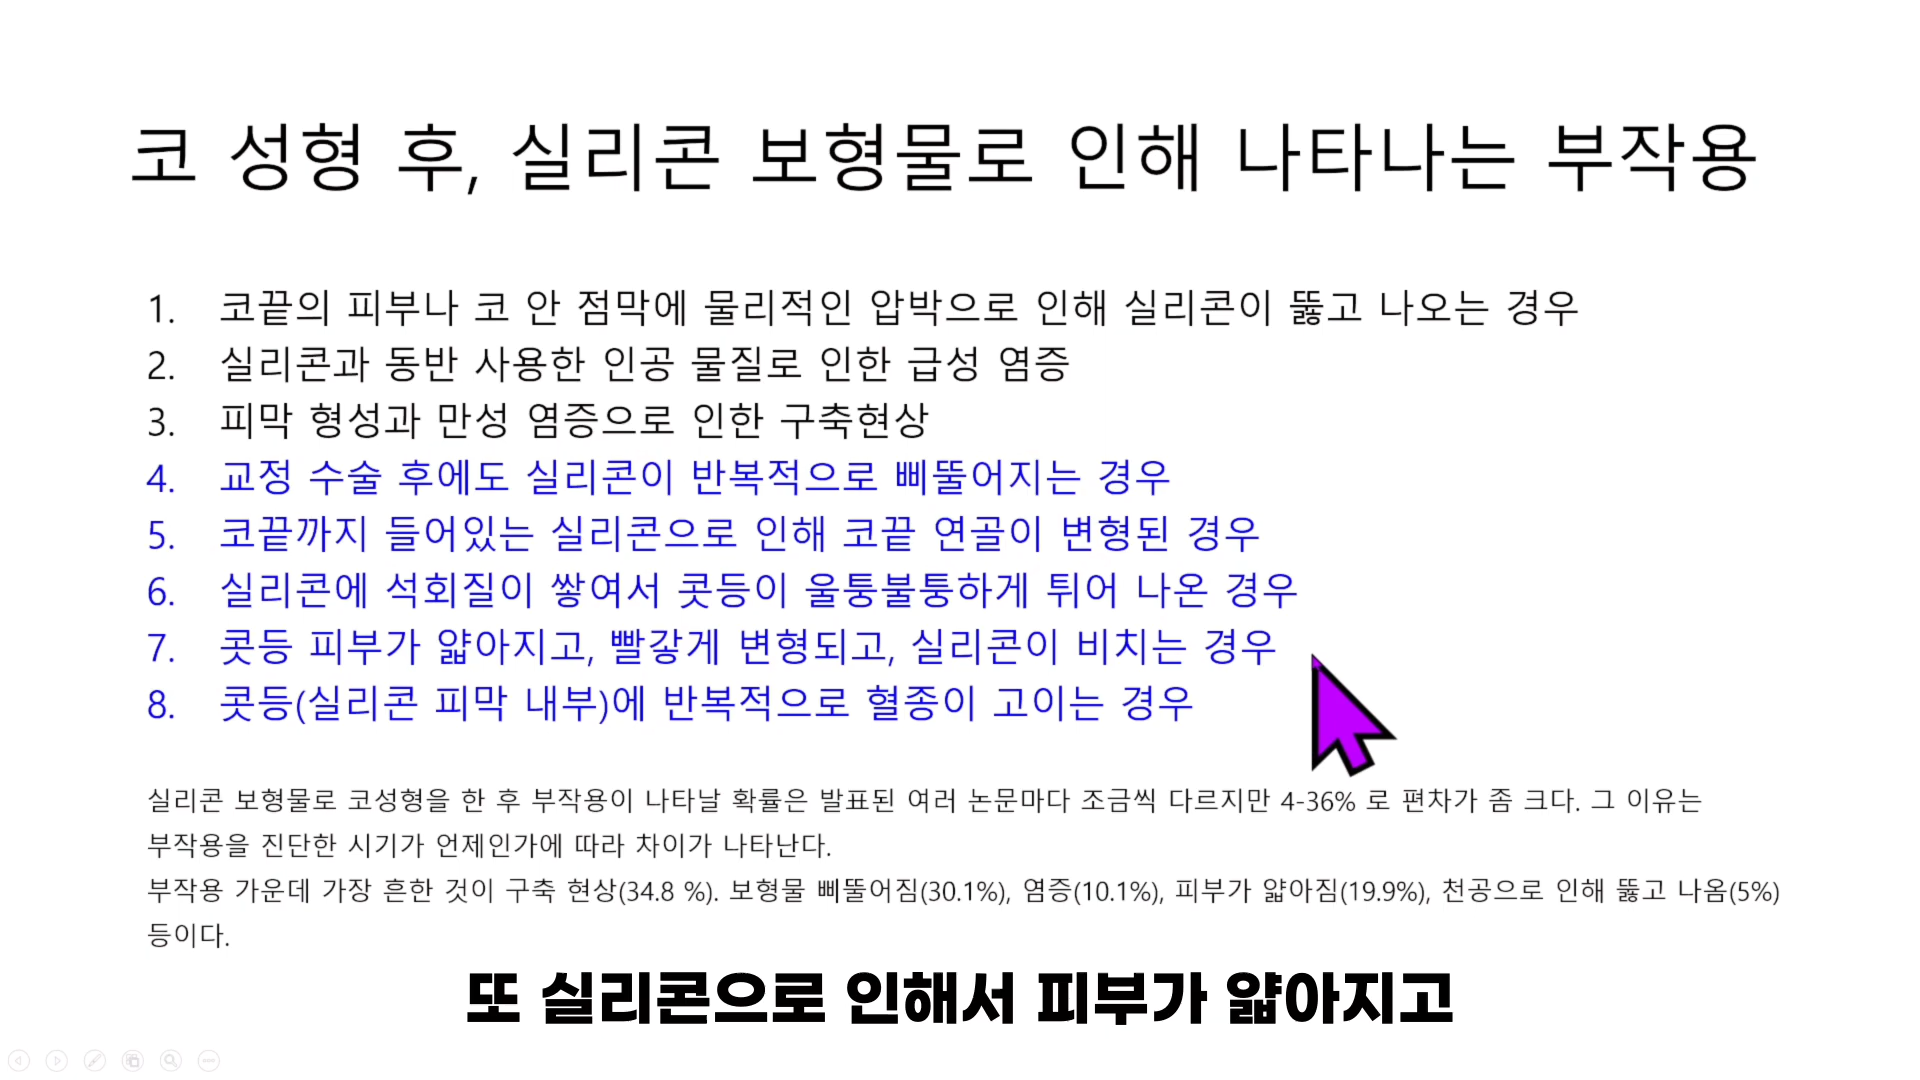 코 성형 후, 실리콘 보형물로 인해 나타나는 부작용
1. 코끝의 피부나 코 안 점막에 물리적인 압박으로 인해 실리콘이 뚫고 나오는 경우
2. 실리콘과 동반 사용한 인공 물질로 인한 급성 염증
3. 피막 형성과 만성 염증으로 인한 구축현상
4. 교정 수술 후에도 실리콘이 반복적으로 삐뚤어지는 경우
5. 코끝까지 들어있는 실리콘으로 인해 코끝 연골이 변형된 경우
6. 실리콘에 석회질이 쌓여서 콧등이 울퉁불퉁하게 튀어 나온 경우
7. 콧등 피부가 얇아지고, 빨갛게 변형되고, 실리콘이 비치는 경우
8. 콧등(실리콘 피막 내부)에 반복적으로 혈종이 고이는 경우
실리콘 보형물로 코성형을 한 후 부작용이 나타날 확률은 발표된 여러 논문마다 조금씩 다르지만 4-36% 로 편차가 좀 크다. 그 이유는
부작용을 진단한 시기가 언제인가에 따라 차이가 나타난다.
부작용 가운데 가장 흔한 것이 구축 현상(34.8 %). 보형물 삐뚤어짐(30.1%), 염증(10.1%), 피부가 얇아짐(19.9%), 천공으로 인해 뚫고 나옴(5%)
등이다.
또 실리콘으로 인해서 피부가 얇아지고